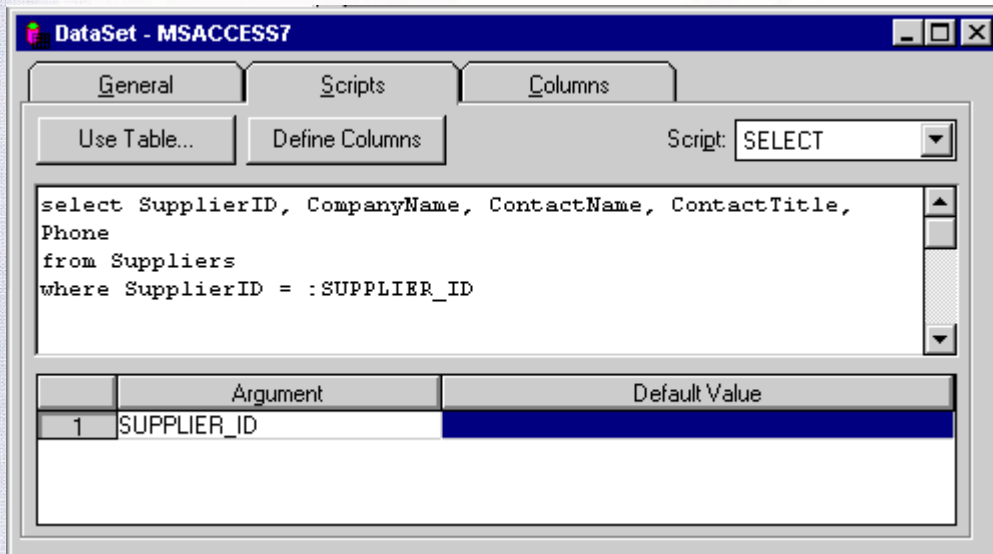 DataSet - MSACCESS7
General Scripts Columns
Use Table... Define Columns Script: SELECT
select SupplierID, CompanyName, ContactName, ContactTitle,
Phone
from Suppliers
where SupplierID = :SUPPLIER_ID
Argument Default Value
1 SUPPLIER_ID